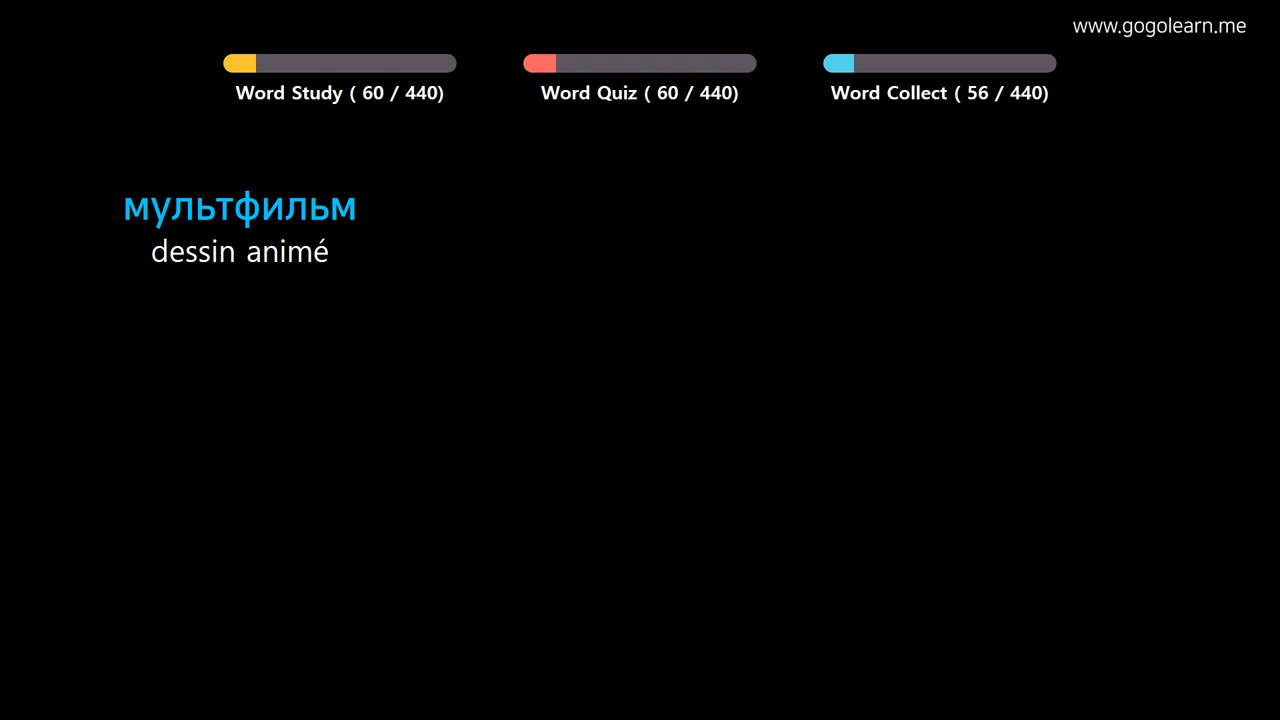 www.gogolearn.me
Word Study ( 60 / 440)
Word Quiz ( 60 / 440)
Word Collect ( 56 / 440)
мультфильм
dessin animé